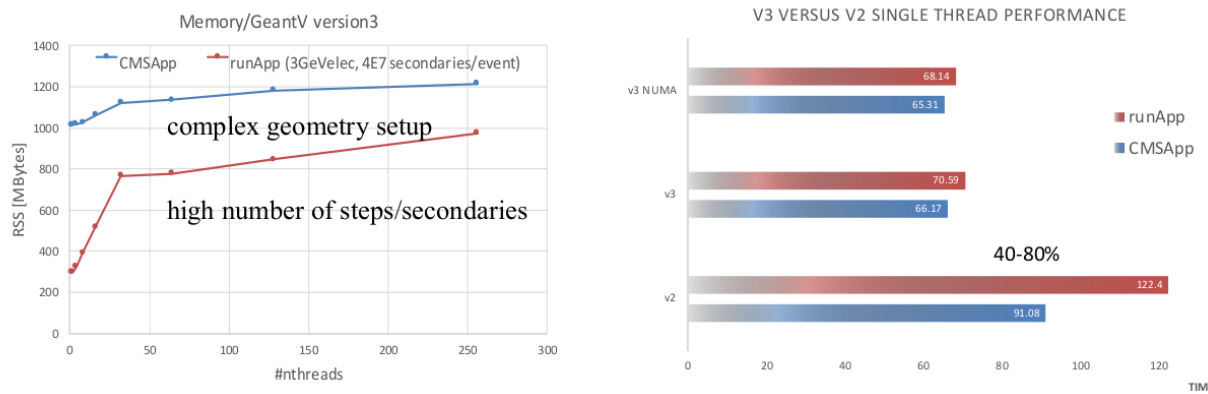 Memory/GeantV version3
1400
1200
1000
800
600
400
200
0
RSS [MBytes]
CMSApp
runApp (3GeVelec, 4E7 secondaries/event)
complex geometry setup
high number of steps/secondaries
0 50 100 150 200 250 300
#nthreads
V3 VERSUS V2 SINGLE THREAD PERFORMANCE
v3 NUMA
68.14
65.31
runApp
CMSApp
v3
70.59
66.17
40-80%
v2
122.4
91.08
0 20 40 60 80 100 120
TIM